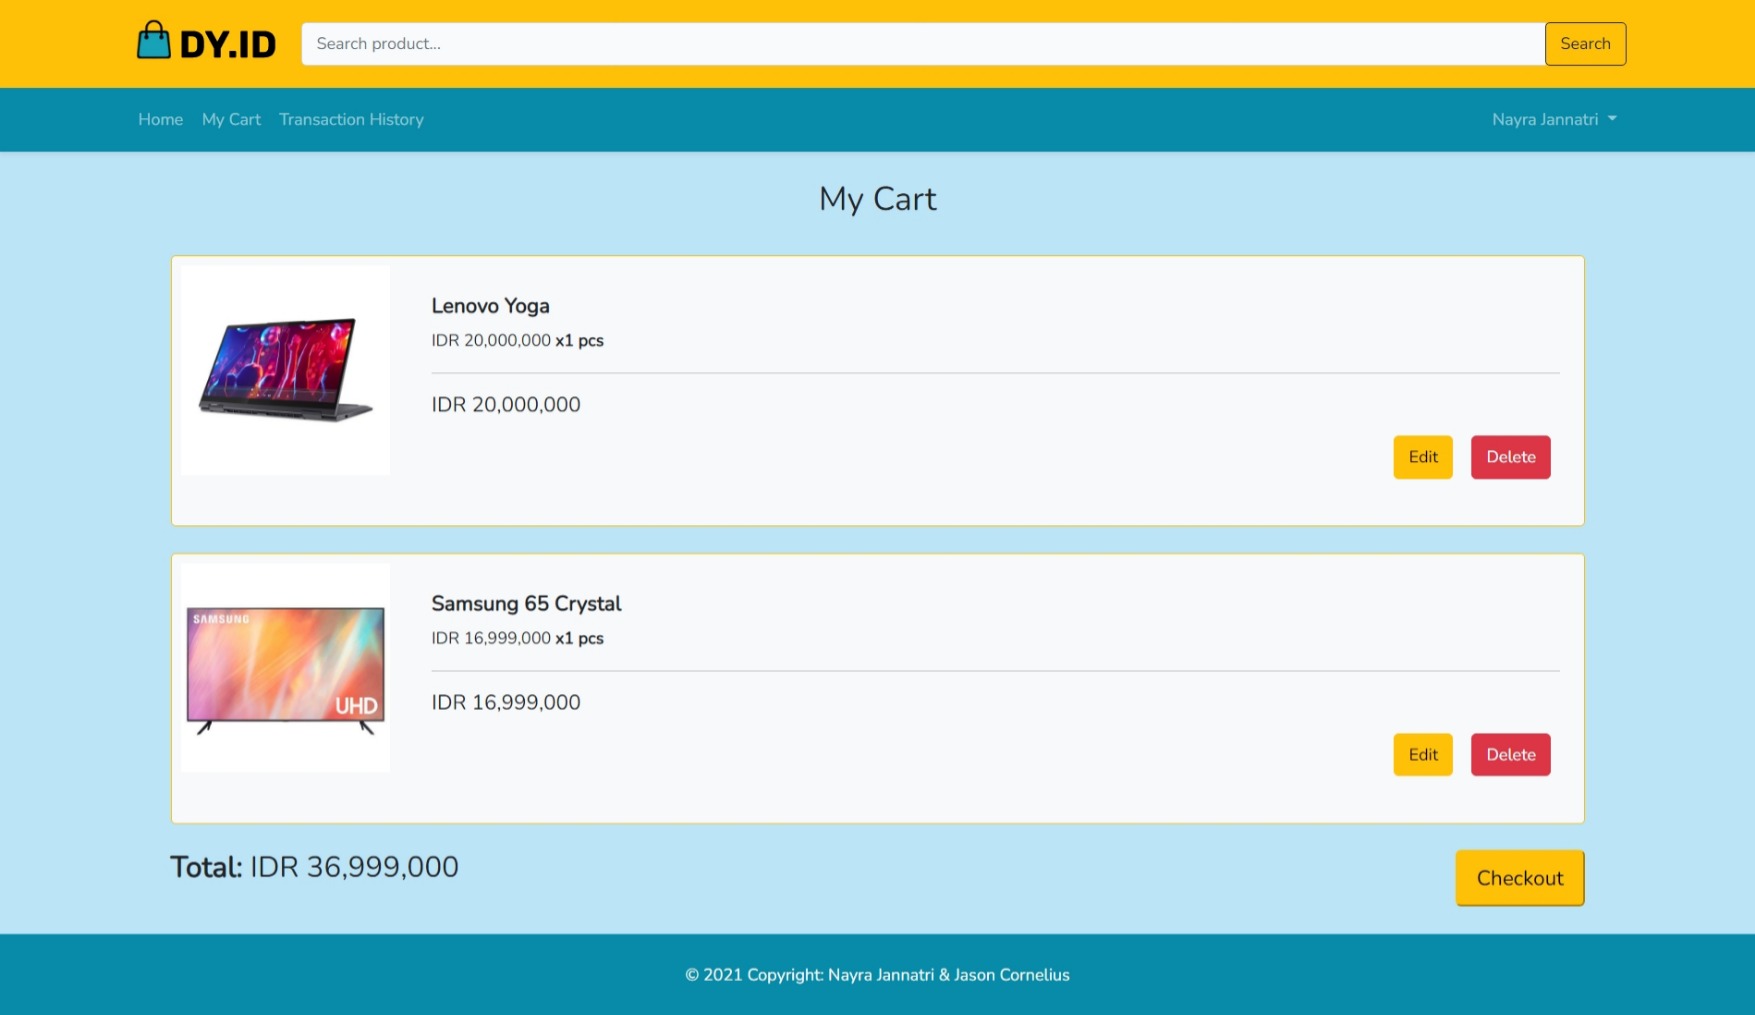 DY.ID
Search product...
Search
Home
My Cart
Transaction History
Nayra Jannatri
My Cart
Lenovo Yoga
IDR 20,000,000 x1 pcs
IDR 20,000,000
Edit
Delete
SAMSUNG
UHD
Samsung 65 Crystal
IDR 16,999,000 x1 pcs
IDR 16,999,000
Edit
Delete
Total: IDR 36,999,000
Checkout
© 2021 Copyright: Nayra Jannatri & Jason Cornelius